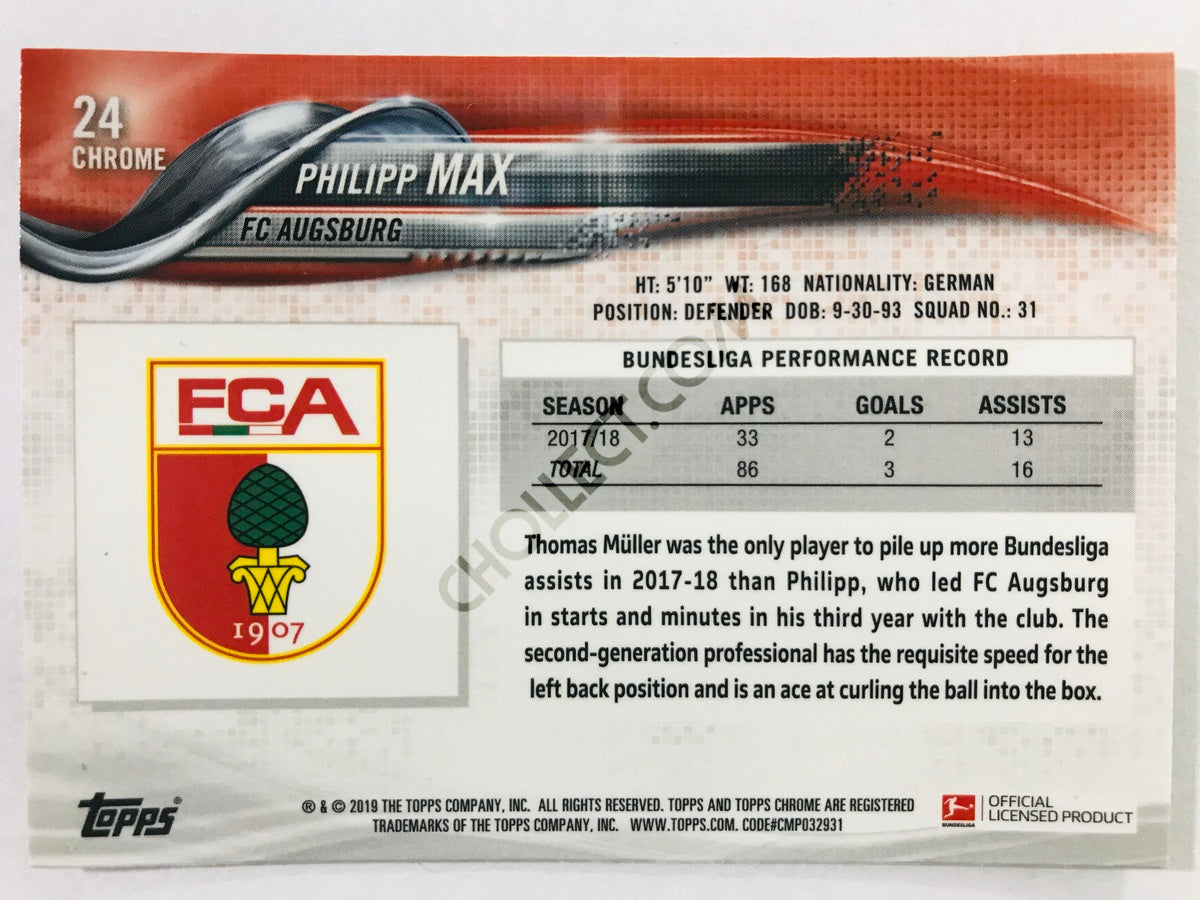 24
CHROME
PHILIPP MAX
FC AUGSBURG
HT: 5'10" WT: 168 NATIONALITY: GERMAN
POSITION: DEFENDER DOB: 9-30-93 SQUAD NO.: 31
FCA
1907
BUNDESLIGA PERFORMANCE RECORD
SEASON APPS GOALS ASSISTS
2017/18 33 2 13
TOTAL 86 3 16
Thomas Müller was the only player to pile up more Bundesliga
assists in 2017-18 than Philipp, who led FC Augsburg
in starts and minutes in his third year with the club. The
second-generation professional has the requisite speed for the
left back position and is an ace at curling the ball into the box.
CHOLLECT.COM
Topps®
® & © 2019 THE TOPPS COMPANY, INC. ALL RIGHTS RESERVED. TOPPS AND TOPPS CHROME ARE REGISTERED
TRADEMARKS OF THE TOPPS COMPANY, INC. WWW.TOPPS.COM. CODE#CMP032931
BUNDESLIGA
OFFICIAL
LICENSED PRODUCT